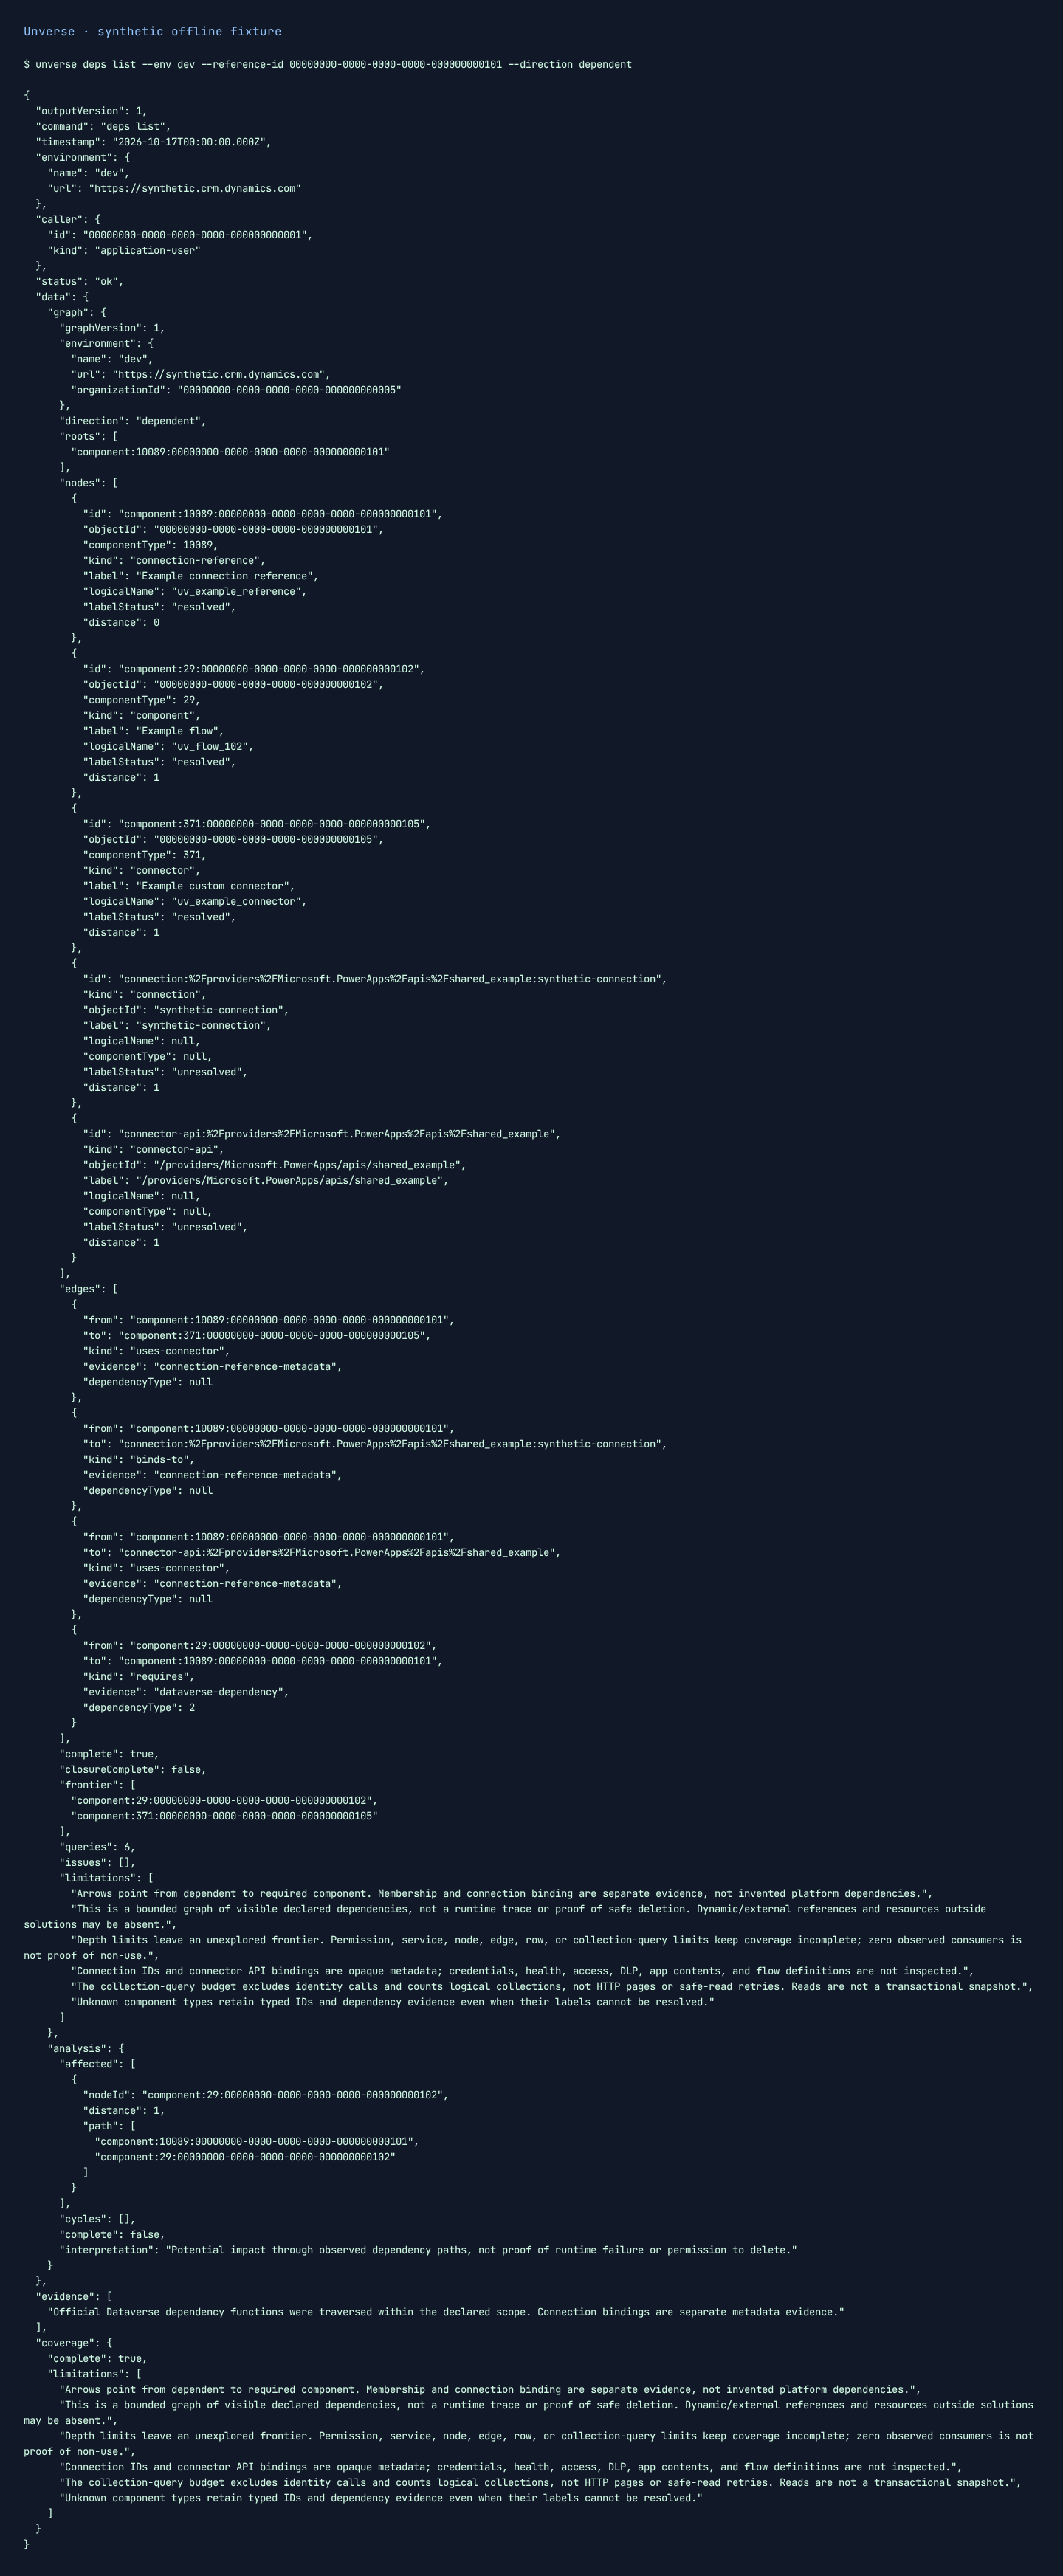 Unverse · synthetic offline fixture
$ unverse deps list --env dev --reference-id 00000000-0000-0000-0000-000000000101 --direction dependent
{
  "outputVersion": 1,
  "command": "deps list",
  "timestamp": "2026-10-17T00:00:00.000Z",
  "environment": {
    "name": "dev",
    "url": "https://synthetic.crm.dynamics.com"
  },
  "caller": {
    "id": "00000000-0000-0000-0000-000000000001",
    "kind": "application-user"
  },
  "status": "ok",
  "data": {
    "graph": {
      "graphVersion": 1,
      "environment": {
        "name": "dev",
        "url": "https://synthetic.crm.dynamics.com",
        "organizationId": "00000000-0000-0000-0000-000000000005"
      },
      "direction": "dependent",
      "roots": [
        "component:10089:00000000-0000-0000-0000-000000000101"
      ],
      "nodes": [
        {
          "id": "component:10089:00000000-0000-0000-0000-000000000101",
          "objectId": "00000000-0000-0000-0000-000000000101",
          "componentType": 10089,
          "kind": "connection-reference",
          "label": "Example connection reference",
          "logicalName": "uv_example_reference",
          "labelStatus": "resolved",
          "distance": 0
        },
        {
          "id": "component:29:00000000-0000-0000-0000-000000000102",
          "objectId": "00000000-0000-0000-0000-000000000102",
          "componentType": 29,
          "kind": "component",
          "label": "Example flow",
          "logicalName": "uv_flow_102",
          "labelStatus": "resolved",
          "distance": 1
        },
        {
          "id": "component:371:00000000-0000-0000-0000-000000000105",
          "objectId": "00000000-0000-0000-0000-000000000105",
          "componentType": 371,
          "kind": "connector",
          "label": "Example custom connector",
          "logicalName": "uv_example_connector",
          "labelStatus": "resolved",
          "distance": 1
        },
        {
          "id": "connection:%2Fproviders%2FMicrosoft.PowerApps%2Fapis%2Fshared_example:synthetic-connection",
          "kind": "connection",
          "objectId": "synthetic-connection",
          "label": "synthetic-connection",
          "logicalName": null,
          "componentType": null,
          "labelStatus": "unresolved",
          "distance": 1
        },
        {
          "id": "connector-api:%2Fproviders%2FMicrosoft.PowerApps%2Fapis%2Fshared_example",
          "kind": "connector-api",
          "objectId": "/providers/Microsoft.PowerApps/apis/shared_example",
          "label": "/providers/Microsoft.PowerApps/apis/shared_example",
          "logicalName": null,
          "componentType": null,
          "labelStatus": "unresolved",
          "distance": 1
        }
      ],
      "edges": [
        {
          "from": "component:10089:00000000-0000-0000-0000-000000000101",
          "to": "component:371:00000000-0000-0000-0000-000000000105",
          "kind": "uses-connector",
          "evidence": "connection-reference-metadata",
          "dependencyType": null
        },
        {
          "from": "component:10089:00000000-0000-0000-0000-000000000101",
          "to": "connection:%2Fproviders%2FMicrosoft.PowerApps%2Fapis%2Fshared_example:synthetic-connection",
          "kind": "binds-to",
          "evidence": "connection-reference-metadata",
          "dependencyType": null
        },
        {
          "from": "component:10089:00000000-0000-0000-0000-000000000101",
          "to": "connector-api:%2Fproviders%2FMicrosoft.PowerApps%2Fapis%2Fshared_example",
          "kind": "uses-connector",
          "evidence": "connection-reference-metadata",
          "dependencyType": null
        },
        {
          "from": "component:29:00000000-0000-0000-0000-000000000102",
          "to": "component:10089:00000000-0000-0000-0000-000000000101",
          "kind": "requires",
          "evidence": "dataverse-dependency",
          "dependencyType": 2
        }
      ],
      "complete": true,
      "closureComplete": false,
      "frontier": [
        "component:29:00000000-0000-0000-0000-000000000102",
        "component:371:00000000-0000-0000-0000-000000000105"
      ],
      "queries": 6,
      "issues": [],
      "limitations": [
        "Arrows point from dependent to required component. Membership and connection binding are separate evidence, not invented platform dependencies.",
        "This is a bounded graph of visible declared dependencies, not a runtime trace or proof of safe deletion. Dynamic/external references and resources outside
solutions may be absent.",
        "Depth limits leave an unexplored frontier. Permission, service, node, edge, row, or collection-query limits keep coverage incomplete; zero observed consumers is
not proof of non-use.",
        "Connection IDs and connector API bindings are opaque metadata; credentials, health, access, DLP, app contents, and flow definitions are not inspected.",
        "The collection-query budget excludes identity calls and counts logical collections, not HTTP pages or safe-read retries. Reads are not a transactional snapshot.",
        "Unknown component types retain typed IDs and dependency evidence even when their labels cannot be resolved."
      ]
    },
    "analysis": {
      "affected": [
        {
          "nodeId": "component:29:00000000-0000-0000-0000-000000000102",
          "distance": 1,
          "path": [
            "component:10089:00000000-0000-0000-0000-000000000101",
            "component:29:00000000-0000-0000-0000-000000000102"
          ]
        }
      ],
      "cycles": [],
      "complete": false,
      "interpretation": "Potential impact through observed dependency paths, not proof of runtime failure or permission to delete."
    }
  },
  "evidence": [
    "Official Dataverse dependency functions were traversed within the declared scope. Connection bindings are separate metadata evidence."
  ],
  "coverage": {
    "complete": true,
    "limitations": [
      "Arrows point from dependent to required component. Membership and connection binding are separate evidence, not invented platform dependencies.",
      "This is a bounded graph of visible declared dependencies, not a runtime trace or proof of safe deletion. Dynamic/external references and resources outside solutions
may be absent.",
      "Depth limits leave an unexplored frontier. Permission, service, node, edge, row, or collection-query limits keep coverage incomplete; zero observed consumers is not
proof of non-use.",
      "Connection IDs and connector API bindings are opaque metadata; credentials, health, access, DLP, app contents, and flow definitions are not inspected.",
      "The collection-query budget excludes identity calls and counts logical collections, not HTTP pages or safe-read retries. Reads are not a transactional snapshot.",
      "Unknown component types retain typed IDs and dependency evidence even when their labels cannot be resolved."
    ]
  }
}